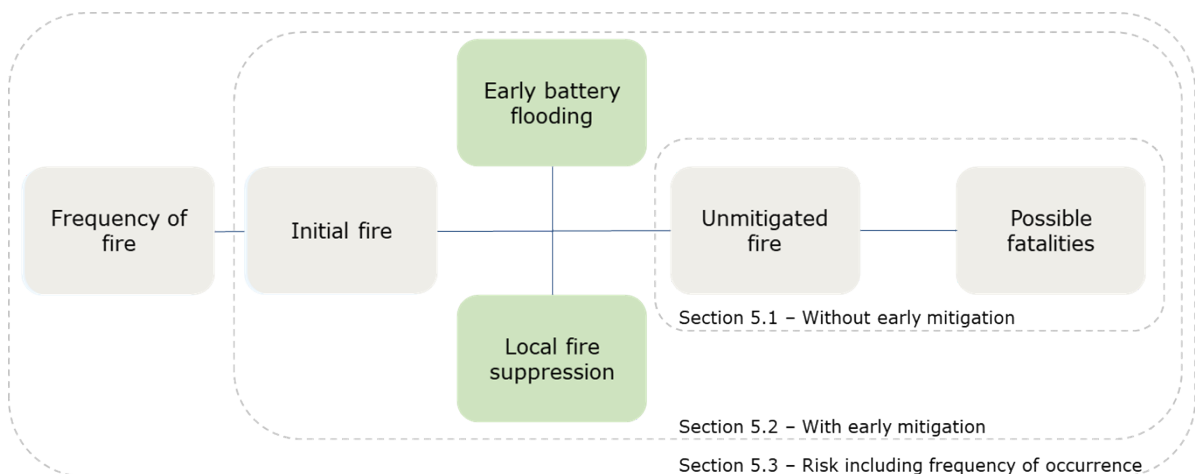 Early battery
flooding
Frequency of
fire
Initial fire
Unmitigated
fire
Possible
fatalities
Section 5.1 – Without early mitigation
Local fire
suppression
Section 5.2 – With early mitigation
Section 5.3 – Risk including frequency of occurrence